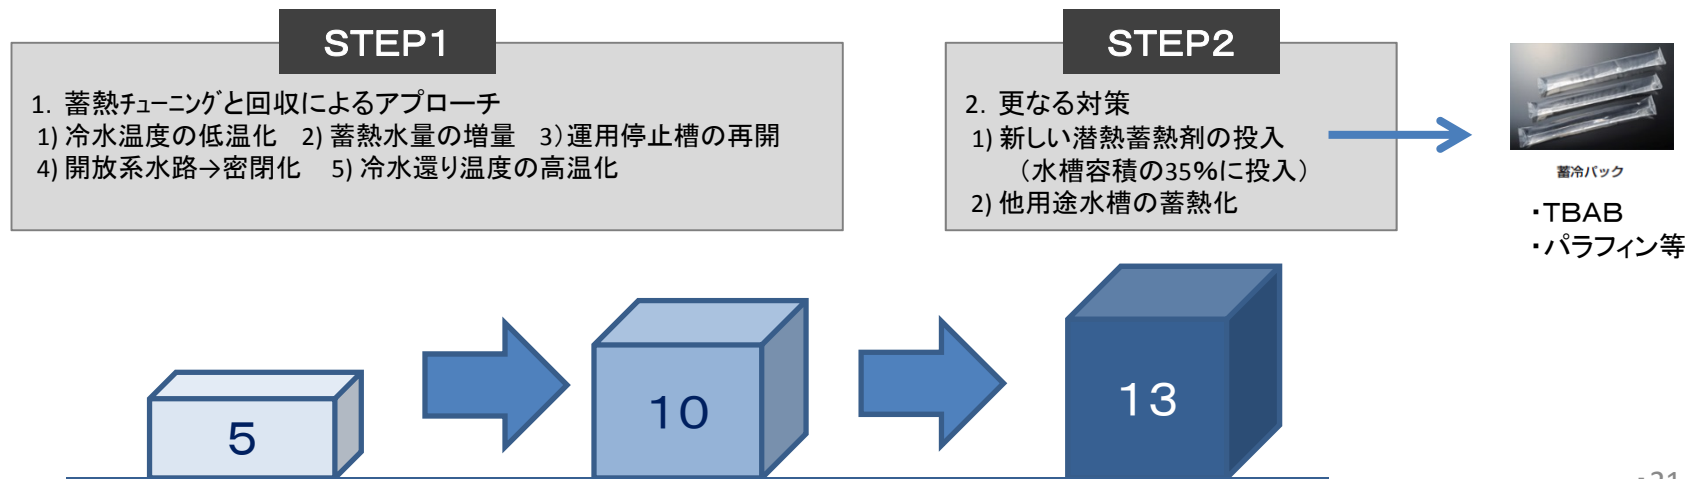 STEP1
1. 蓄熱ﾁｭｰﾆﾝｸﾞと回収によるアプローチ
1) 冷水温度の低温化 2) 蓄熱水量の増量 3）運用停止槽の再開
4) 開放系水路→密閉化 5) 冷水還り温度の高温化
STEP2
2. 更なる対策
1) 新しい潜熱蓄熱剤の投入
（水槽容積の35%に投入）
2) 他用途水槽の蓄熱化
蓄冷パック
・TBAB
・パラフィン等
5
10
13